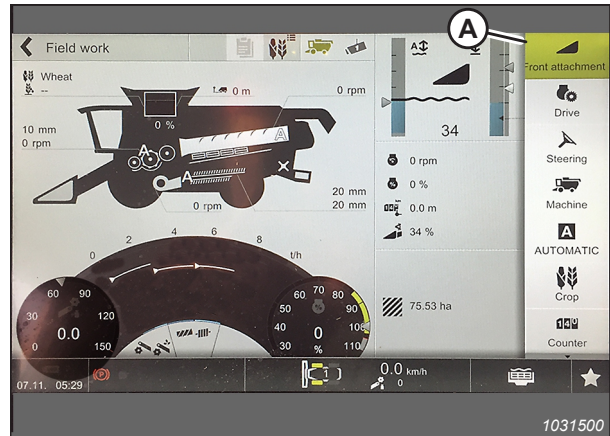 A
Field work
Front attachment
Wheat
--
0 m
0 rpm
A
0 %
10 mm
0 rpm
A
A
A
34
Drive
Steering
0 rpm
0 %
0.0 m
34 %
20 mm
20 mm
0 rpm
Machine
A
AUTOMATIC
0 2 4 6 8 t/h
Crop
75.53 ha
0 30 60 90 120 150
0.0
30 40 50 60 70 80 90 100 110
0
%
140
Counter
07.11. 05:29
(P)
1
0.0 km/h
0
1031500